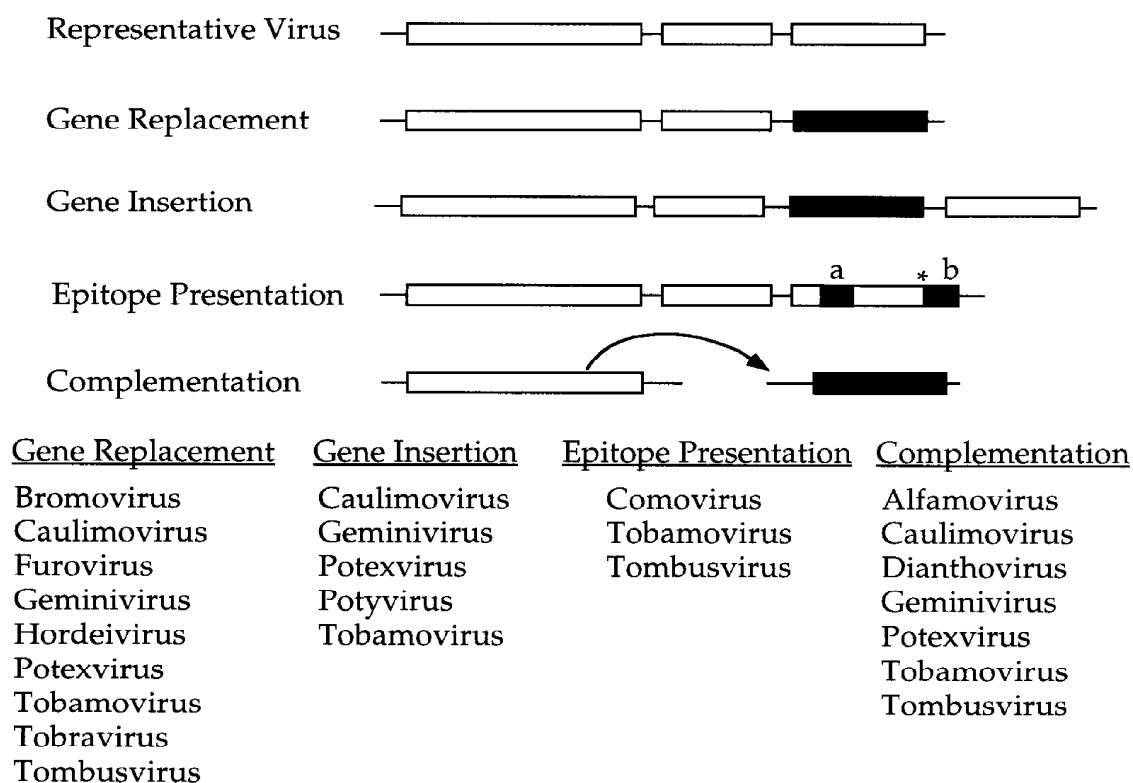 Representative Virus
Gene Replacement
Gene Insertion
a * b
Epitope Presentation
Complementation
Gene Replacement Gene Insertion Epitope Presentation Complementation
Bromovirus Caulimovirus Comovirus Alfamovirus
Caulimovirus Geminivirus Tobamovirus Caulimovirus
Furovirus Potexvirus Tombusvirus Dianthovirus
Geminivirus Potyvirus Geminivirus
Hordeivirus Tobamovirus Potexvirus
Potexvirus Tobamovirus
Tobamovirus Tombusvirus
Tobravirus
Tombusvirus